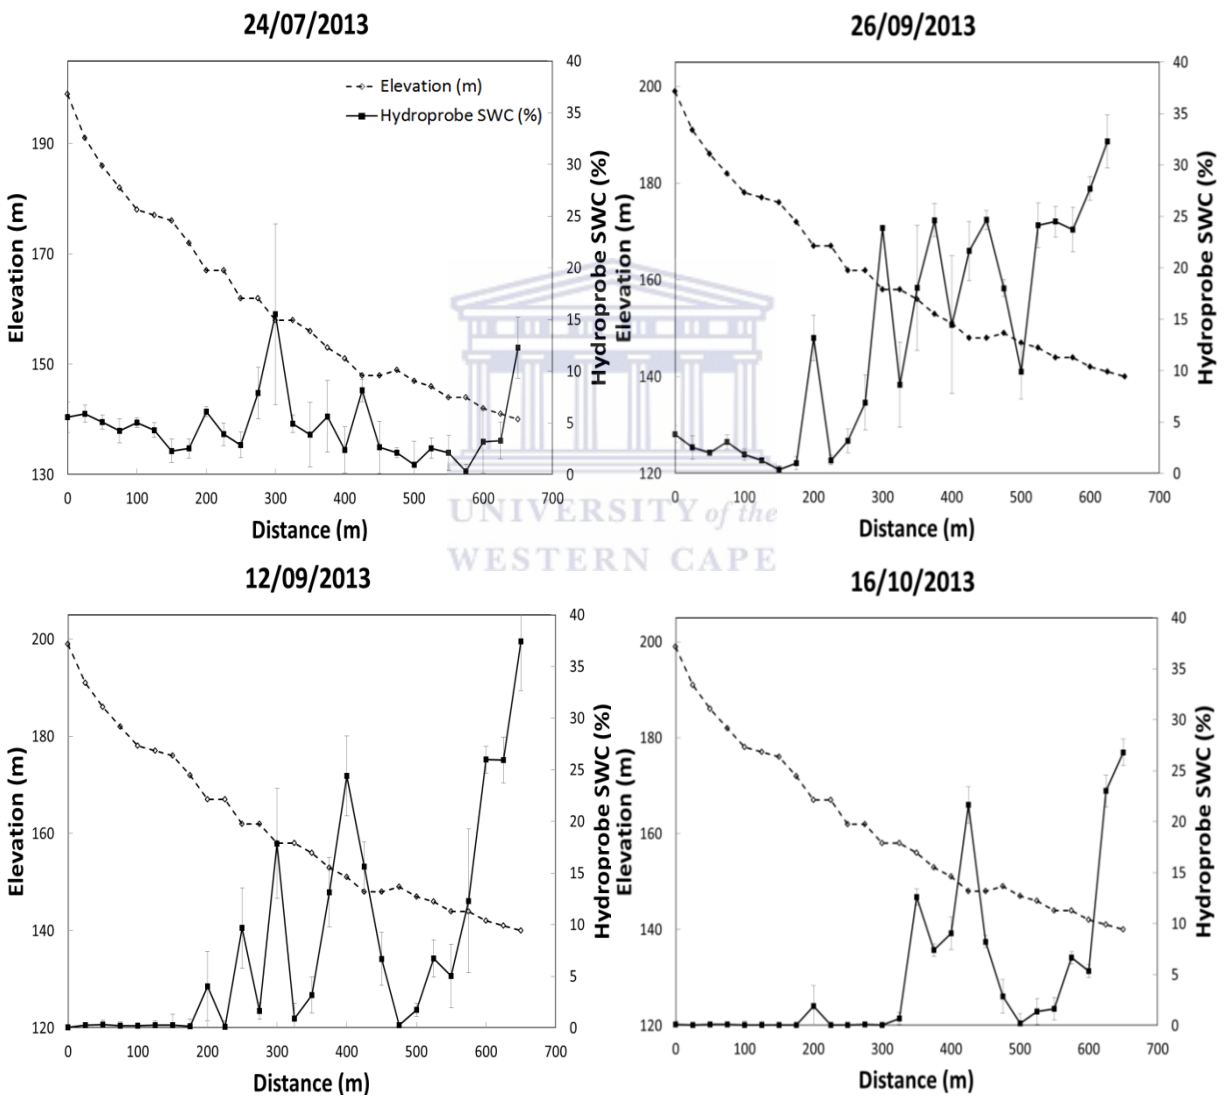 24/07/2013
26/09/2013
Elevation (m)
Hydroprobe SWC (%)
190
170
150
130
40
35
30
25
20
15
10
5
0
0 100 200 300 400 500 600 700
Distance (m)
Elevation (m)
Hydroprobe SWC (%)
200
180
160
140
120
40
35
30
25
20
15
10
5
0
0 100 200 300 400 500 600 700
Distance (m)
Elevation (m)
Hydroprobe SWC (%)
UNIVERSITY of the
WESTERN CAPE
12/09/2013
16/10/2013
200
180
160
140
120
40
35
30
25
20
15
10
5
0
0 100 200 300 400 500 600 700
Distance (m)
Elevation (m)
Hydroprobe SWC (%)
200
180
160
140
120
40
35
30
25
20
15
10
5
0
0 100 200 300 400 500 600 700
Distance (m)
Elevation (m)
Hydroprobe SWC (%)